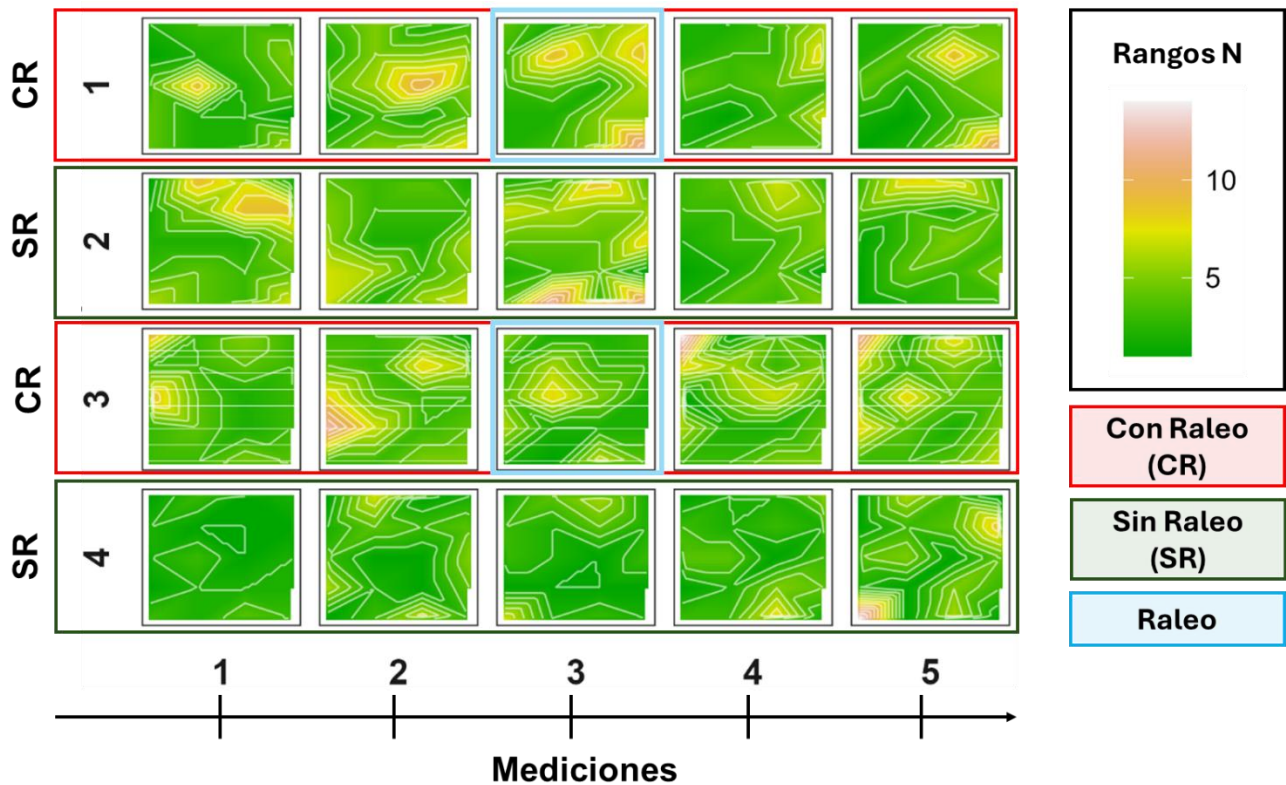 CR
1
SR
2
CR
3
SR
4
1 2 3 4 5
Mediciones
Rangos N
10
5
Con Raleo
(CR)
Sin Raleo
(SR)
Raleo